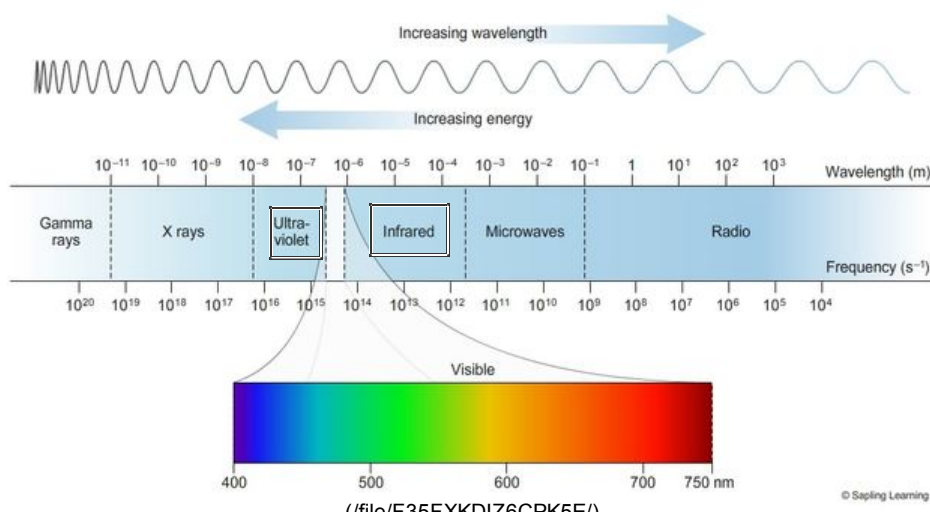 Increasing wavelength
Increasing energy
10⁻¹¹ 10⁻¹⁰ 10⁻⁹ 10⁻⁸ 10⁻⁷ 10⁻⁶ 10⁻⁵ 10⁻⁴ 10⁻³ 10⁻² 10⁻¹ 1 10¹ 10² 10³ Wavelength (m)
Gamma
rays
X rays
Ultra-
violet
Infrared
Microwaves
Radio
Frequency (s⁻¹)
10²⁰ 10¹⁹ 10¹⁸ 10¹⁷ 10¹⁶ 10¹⁵ 10¹⁴ 10¹³ 10¹² 10¹¹ 10¹⁰ 10⁹ 10⁸ 10⁷ 10⁶ 10⁵ 10⁴
Visible
400 500 600 700 750 nm
© Sapling Learning